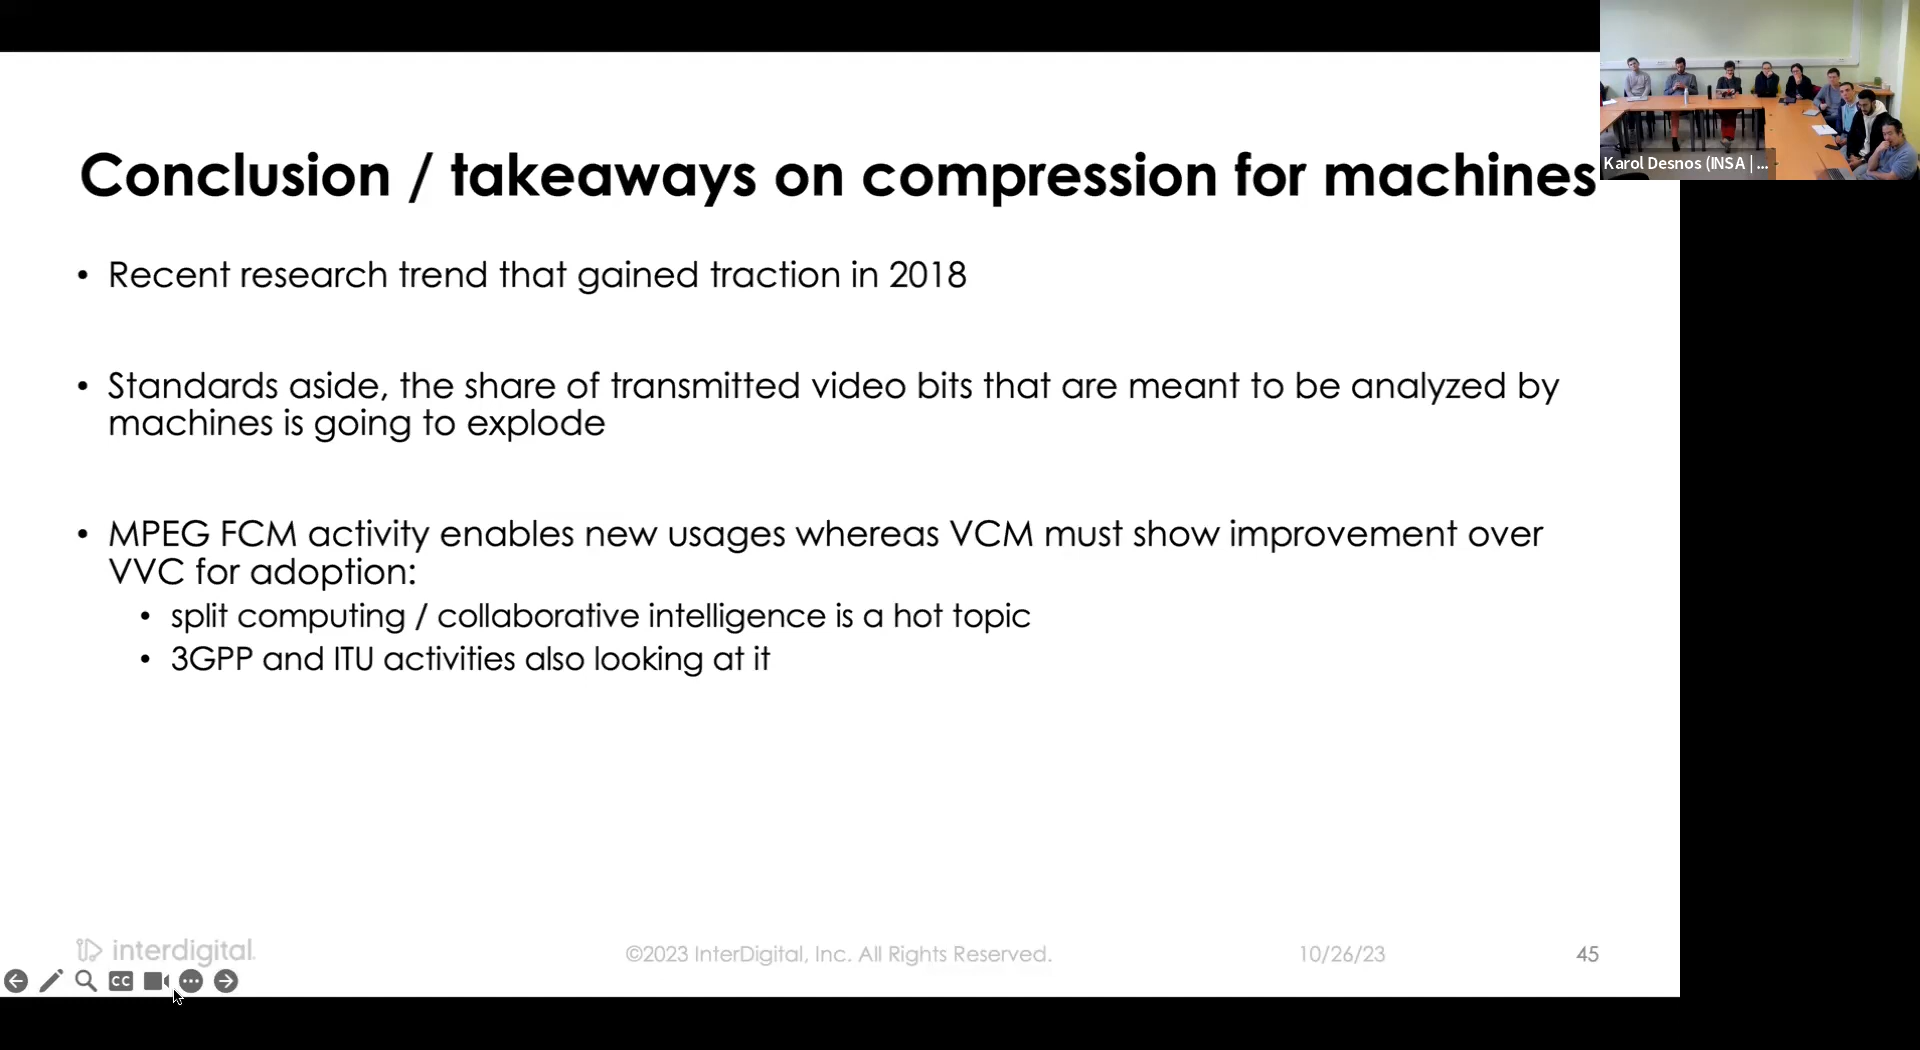 Conclusion / takeaways on compression for machines
• Recent research trend that gained traction in 2018
• Standards aside, the share of transmitted video bits that are meant to be analyzed by
machines is going to explode
• MPEG FCM activity enables new usages whereas VCM must show improvement over
VVC for adoption:
• split computing / collaborative intelligence is a hot topic
• 3GPP and ITU activities also looking at it
interdigital.
©2023 InterDigital, Inc. All Rights Reserved.
10/26/23
45
CC
Karol Desnos (INSA | ...